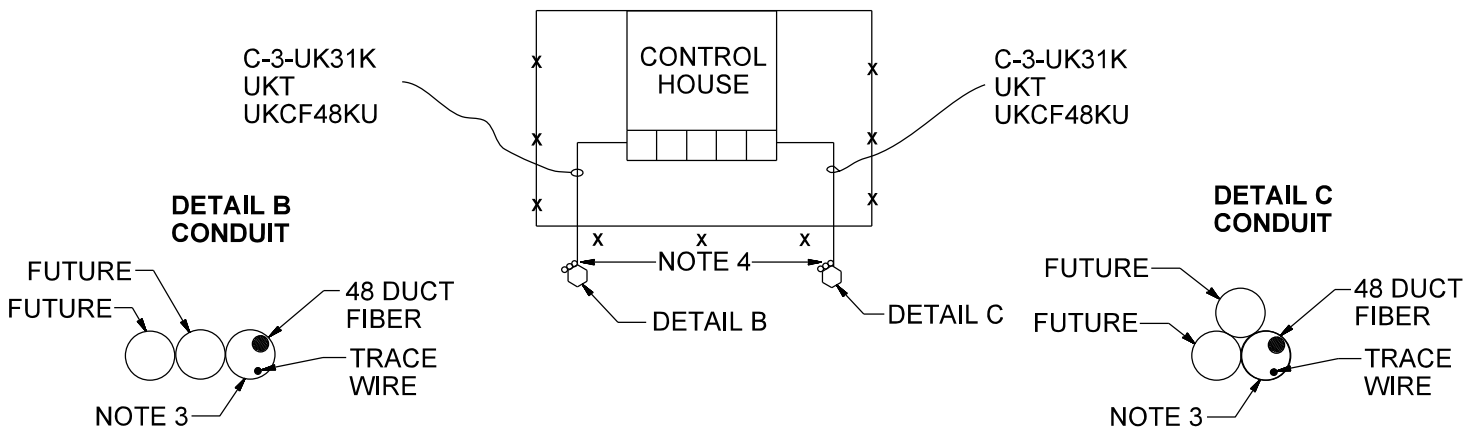 C-3-UK31K
UKT
UKCF48KU
CONTROL
HOUSE
C-3-UK31K
UKT
UKCF48KU
X
X
X
X
X
X
X
X
X
NOTE 4
DETAIL B
DETAIL C
DETAIL B
CONDUIT
FUTURE
FUTURE
48 DUCT
FIBER
TRACE
WIRE
NOTE 3
DETAIL C
CONDUIT
FUTURE
FUTURE
48 DUCT
FIBER
TRACE
WIRE
NOTE 3